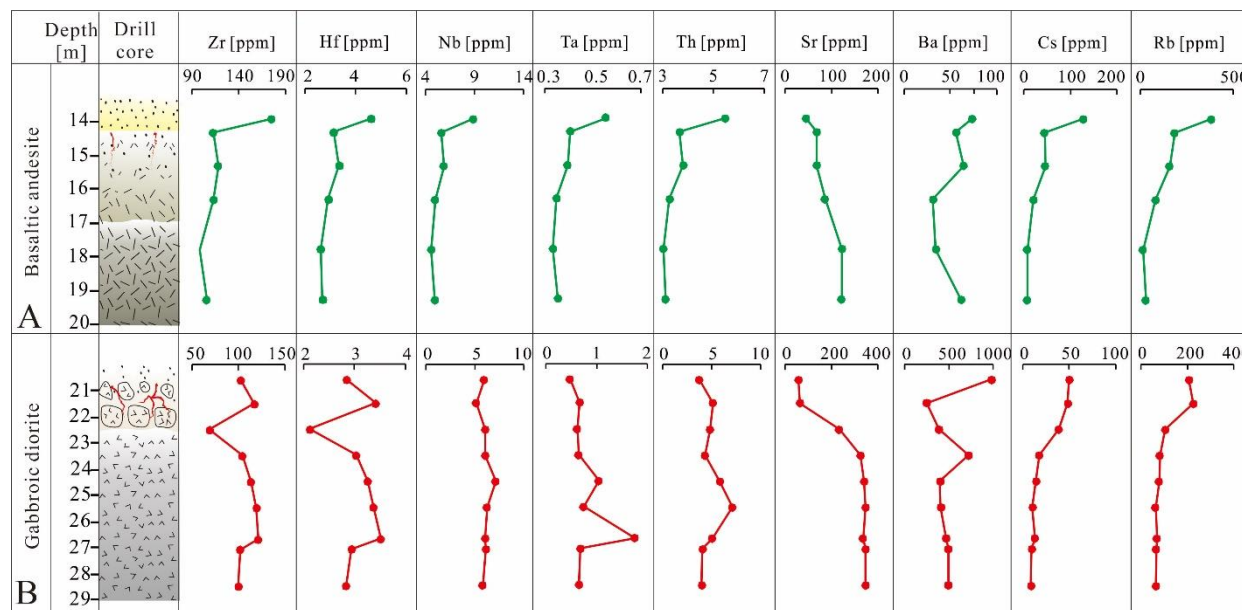 Depth [m] Drill core Zr [ppm] Hf [ppm] Nb [ppm] Ta [ppm] Th [ppm] Sr [ppm] Ba [ppm] Cs [ppm] Rb [ppm]
90 140 190 2 4 6 4 9 14 0.3 0.5 0.7 3 5 7 0 100 200 0 50 100 0 100 200 0 500
14
15
16
17
18
19
20
Basaltic andesite
A
50 100 150 2 3 4 0 5 10 0 1 2 0 5 10 0 200 400 0 500 1000 0 50 100 0 200 400
21
22
23
24
25
26
27
28
29
Gabbroic diorite
B